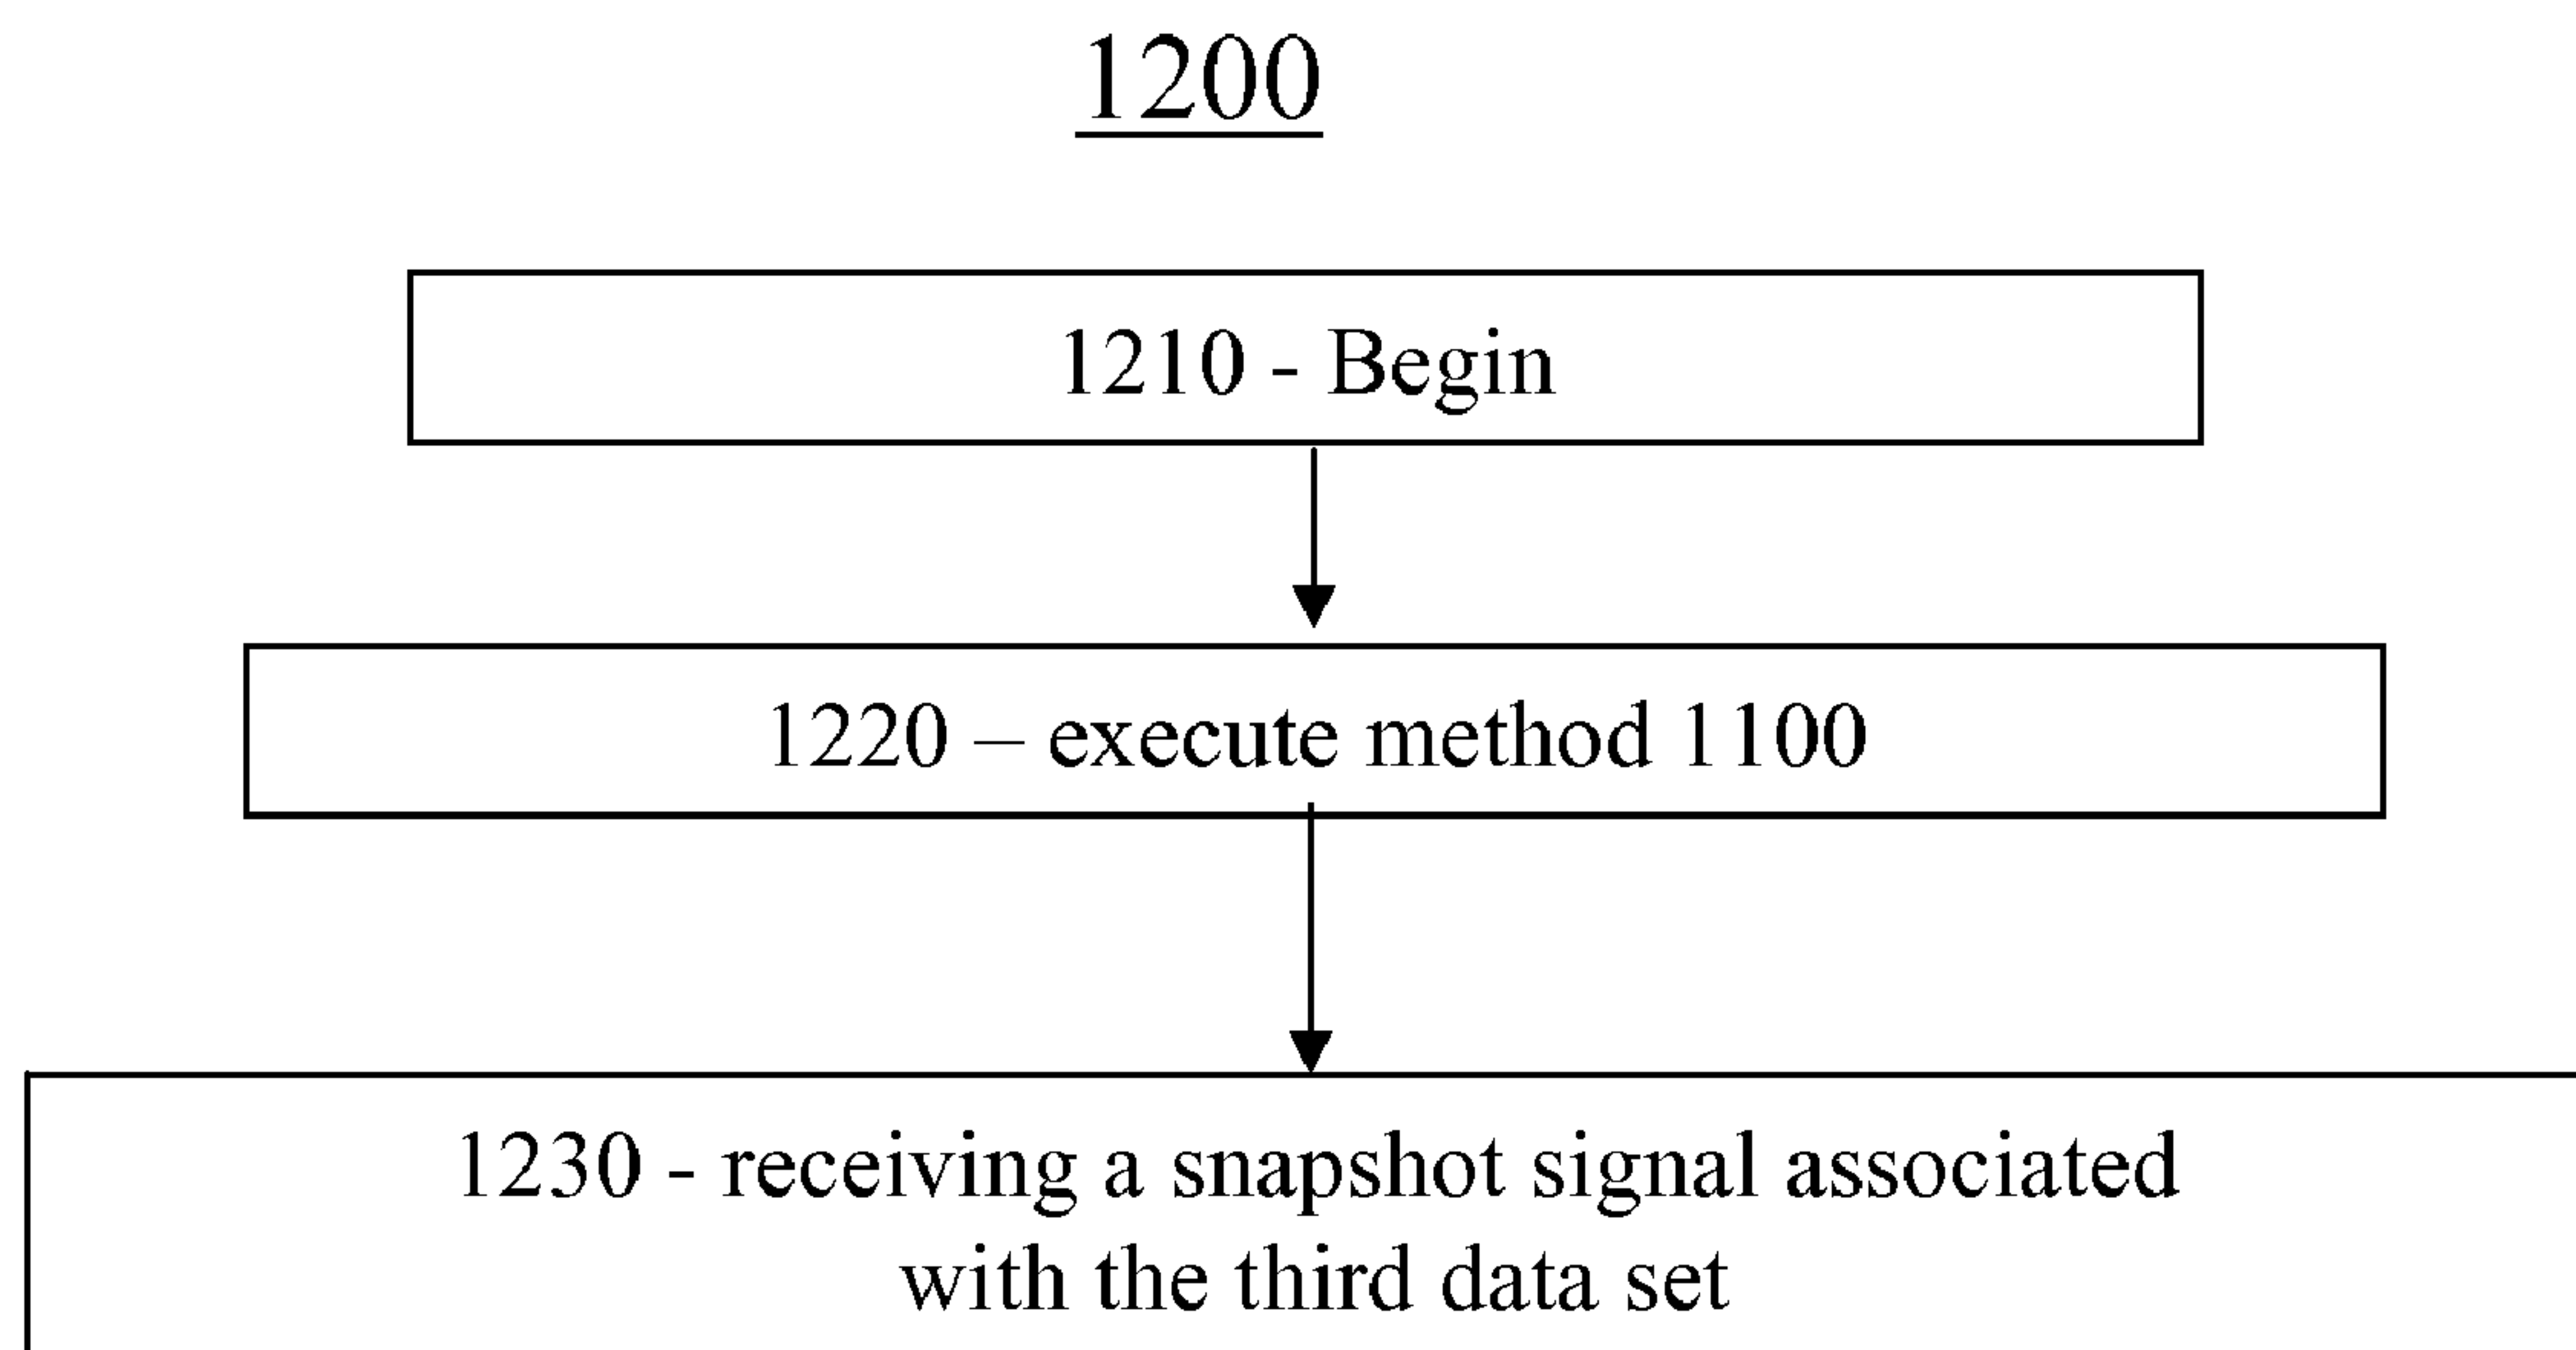 1200
1210 - Begin
1220 – execute method 1100
1230 - receiving a snapshot signal associated
with the third data set